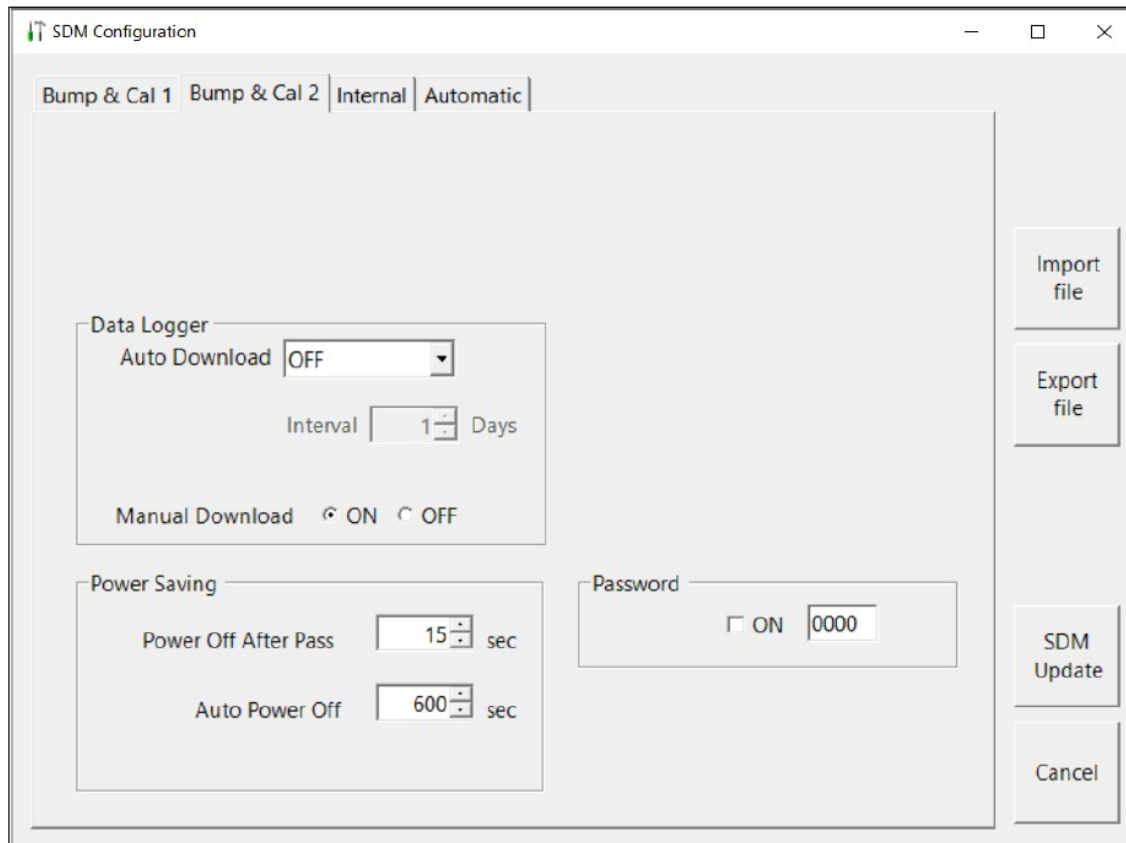 SDM Configuration
Bump & Cal 1 Bump & Cal 2 Internal Automatic
Import
file
Data Logger
Auto Download OFF
Export
file
Interval 1 Days
Manual Download ON OFF
Power Saving
Password
Power Off After Pass 15 sec
ON 0000
SDM
Update
Auto Power Off 600 sec
Cancel